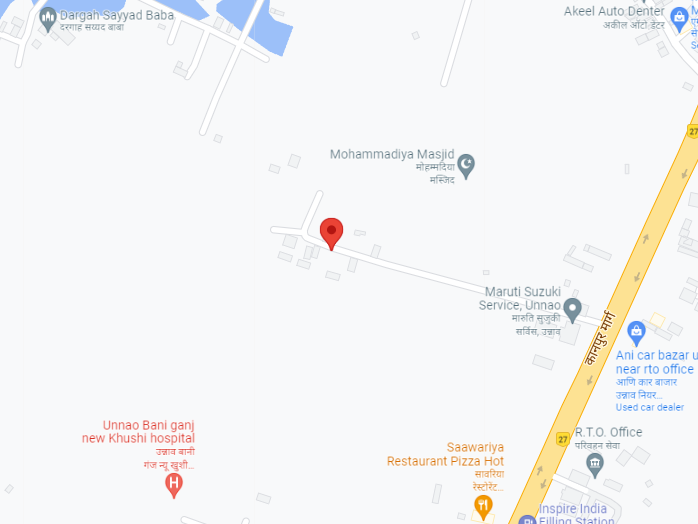 Dargah Sayyad Baba
दरगाह सय्यद बाबा
Akeel Auto Denter
अकील ऑटो डेंटर
27
Mohammadiya Masjid
मोहम्मदिया
मस्जिद
Maruti Suzuki
Service, Unnao
मारुति सुजुकी
सर्विस, उन्नाव
कानपुर मार्ग
Ani car bazar u
near rto office
आणि कार बाजार
उन्नाव नियर...
Used car dealer
Unnao Bani ganj
new Khushi hospital
उन्नाव बानी
गंज न्यू खुशी...
H
27
R.T.O. Office
परिवहन सेवा
Saawariya
Restaurant Pizza Hot
सावरिया
रेस्टोरेंट...
Inspire India
Filling Station